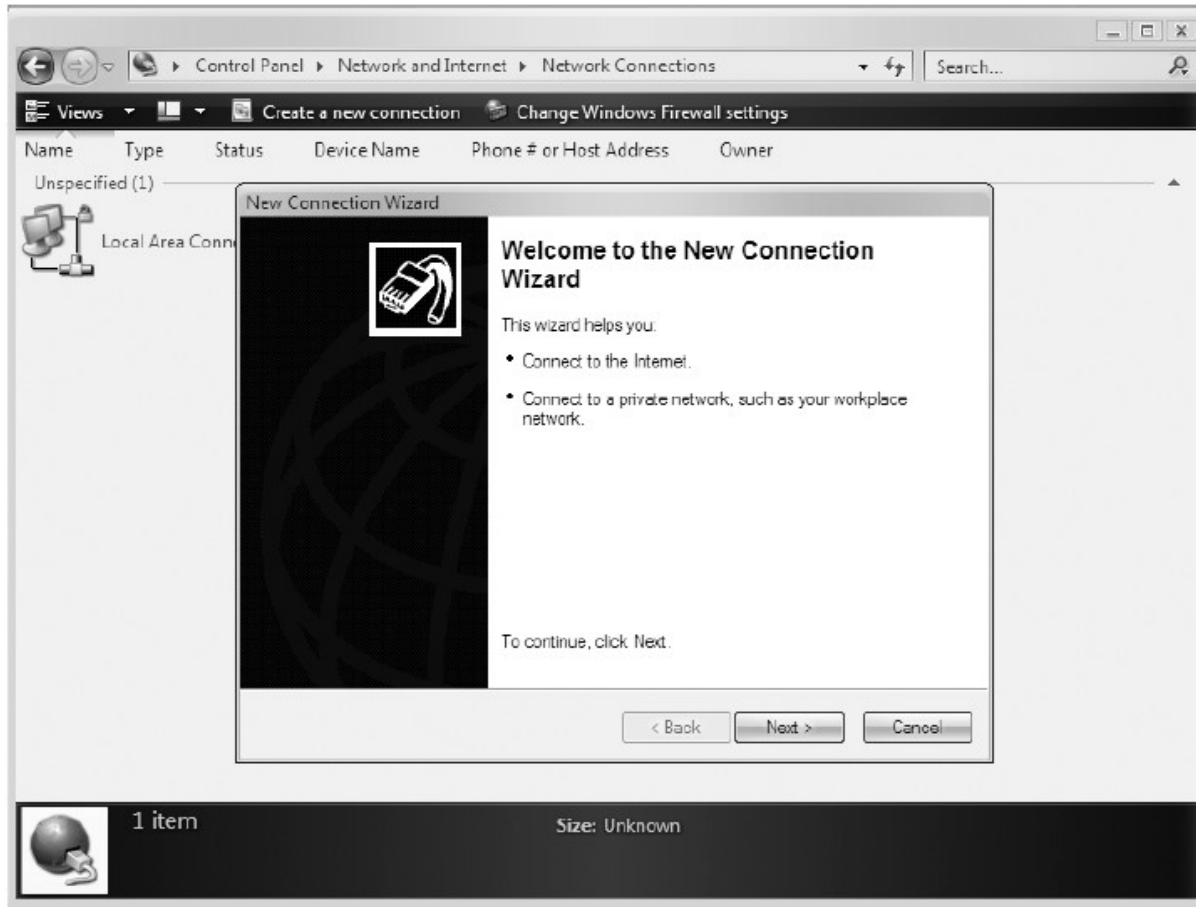 Control Panel ▸ Network and Internet ▸ Network Connections
Search...
Views Create a new connection Change Windows Firewall settings
Name Type Status Device Name Phone # or Host Address Owner
Unspecified (1)
Local Area Conn
New Connection Wizard
Welcome to the New Connection
Wizard
This wizard helps you:
• Connect to the Internet.
• Connect to a private network, such as your workplace
network.
To continue, click Next.
< Back Next > Cancel
1 item Size: Unknown